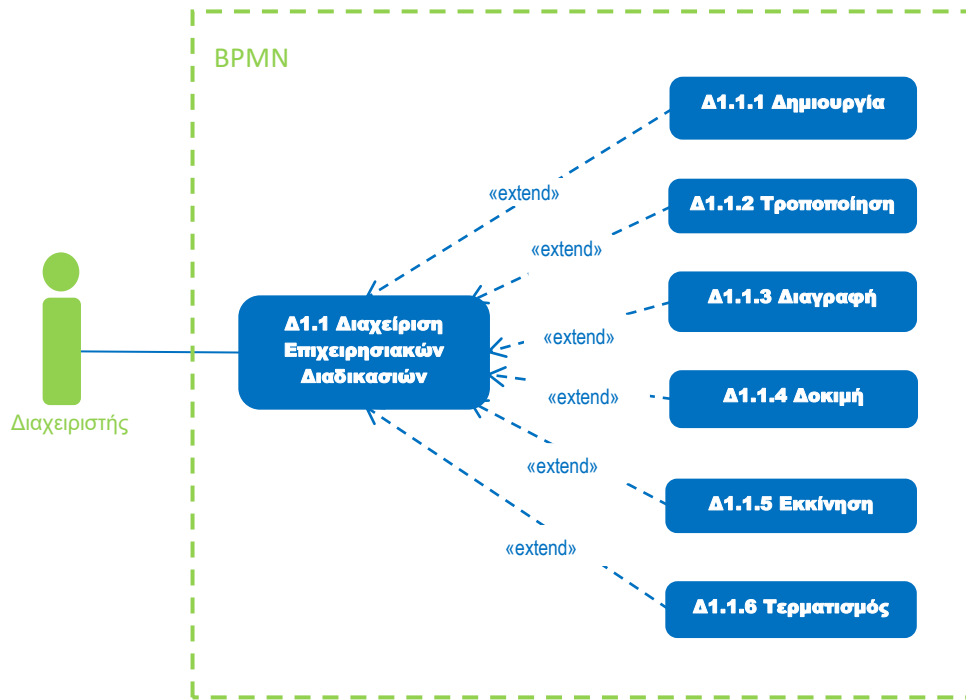 BPMN
Δ1.1.1 Δημιουργία
«extend»
Δ1.1.2 Τροποποίηση
«extend»
Δ1.1.3 Διαγραφή
«extend»
Δ1.1 Διαχείριση
Επιχειρησιακών
Διαδικασιών
Δ1.1.4 Δοκιμή
«extend»
Διαχειριστής
«extend»
Δ1.1.5 Εκκίνηση
«extend»
Δ1.1.6 Τερματισμός